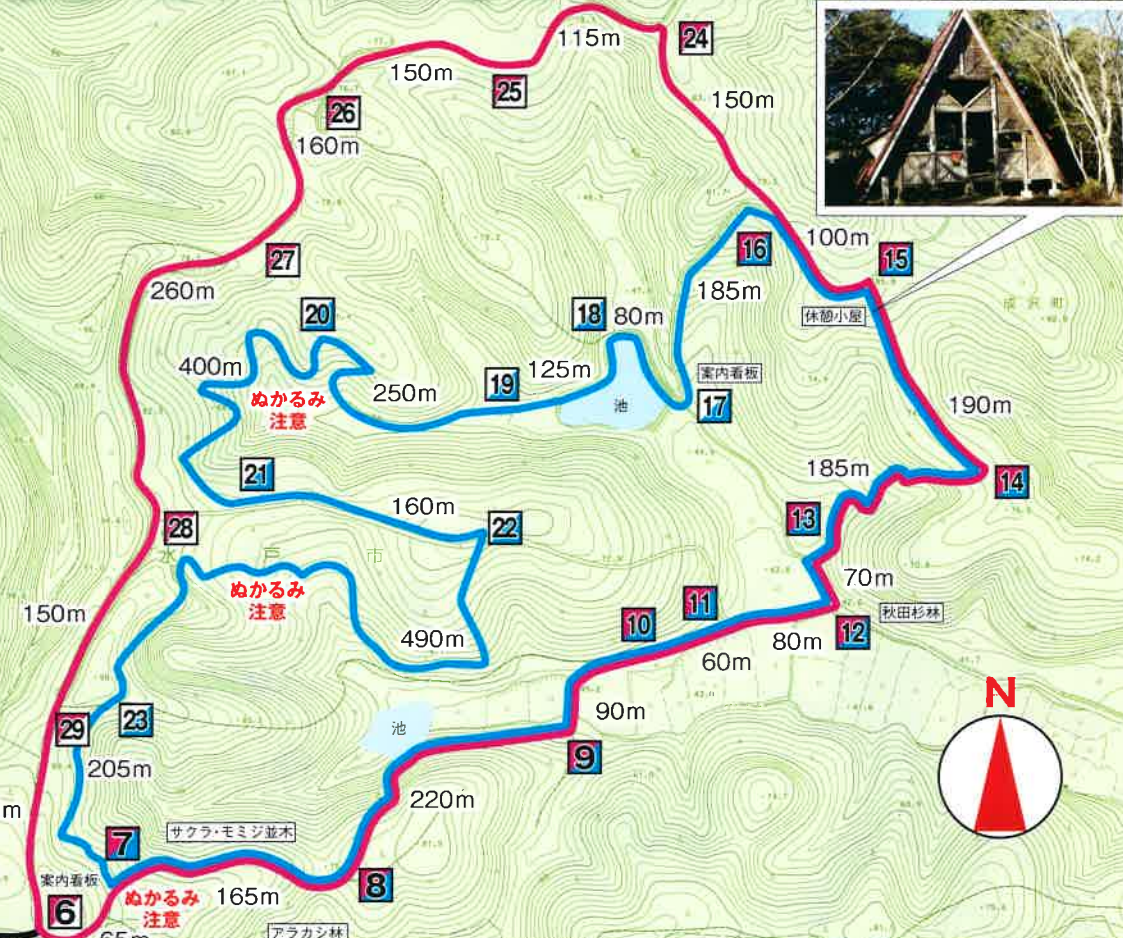 115m
24
150m
25
150m
26
160m
100m
15
16
27
185m
260m
休憩小屋
成沢町
20
18
80m
400m
125m
案内看板
19
250m
ぬかるみ
注意
池
17
190m
185m
21
14
160m
13
28
22
水戸市
70m
ぬかるみ
注意
11
秋田杉林
150m
10
490m
80m
12
60m
N
90m
23
29
池
9
205m
220m
m
サクラ・モミジ並木
7
案内看板
8
ぬかるみ
注意
165m
6
65m
アラカシ林